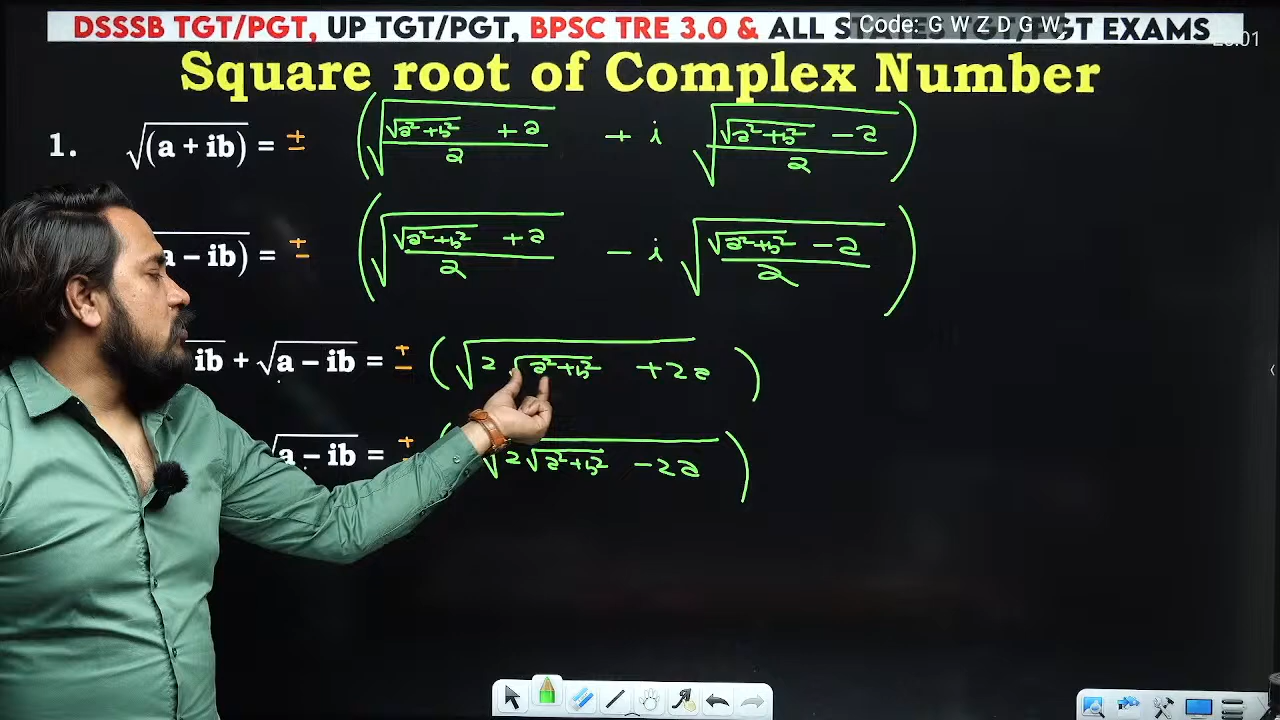 DSSSB TGT/PGT, UP TGT/PGT, BPSC TRE 3.0 & ALL
Code: G W Z D G W
GT EXAMS
Square root of Complex Number
1. √(a + ib) = ± (√((√(a²+b²) + a)/2) + i √((√(a²+b²) - a)/2))
a - ib) = ± (√((√(a²+b²) + a)/2) - i √((√(a²+b²) - a)/2))
ib + √a - ib = ± (√(2√(a²+b²) + 2a))
√a - ib = ± (√(2√(a²+b²) - 2a))